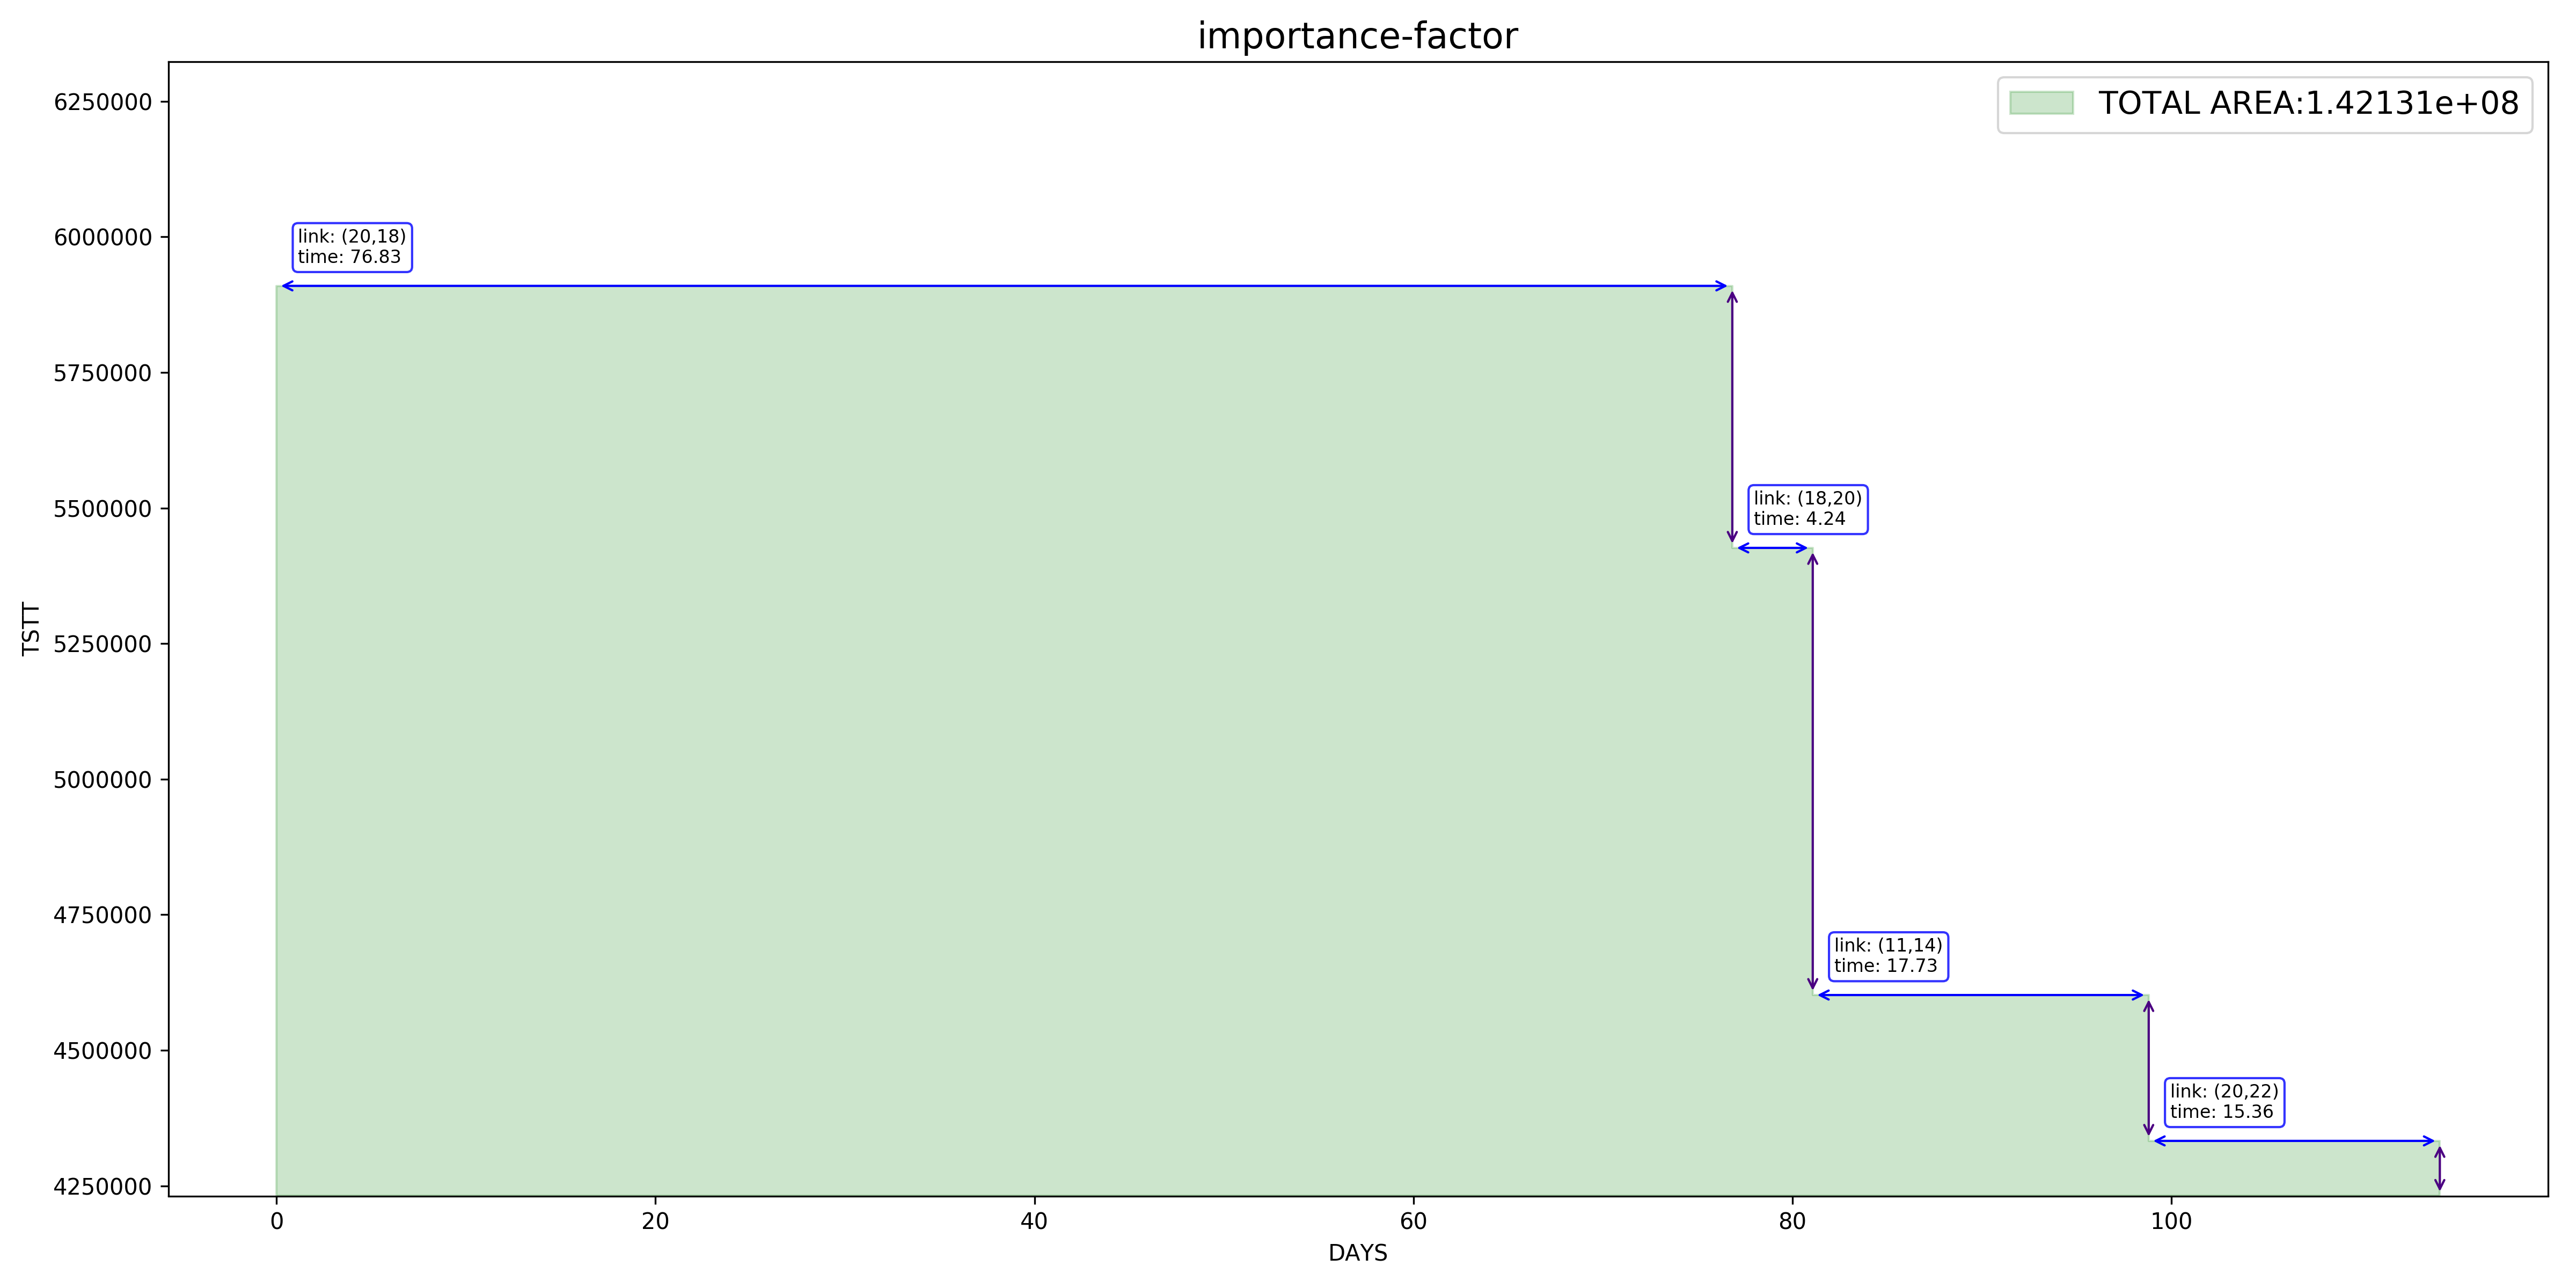 importance-factor
TOTAL AREA:1.42131e+08
6250000
6000000
5750000
5500000
5250000
5000000
4750000
4500000
4250000
TSTT
link: (20,18)
time: 76.83
link: (18,20)
time: 4.24
link: (11,14)
time: 17.73
link: (20,22)
time: 15.36
0 20 40 60 80 100
DAYS